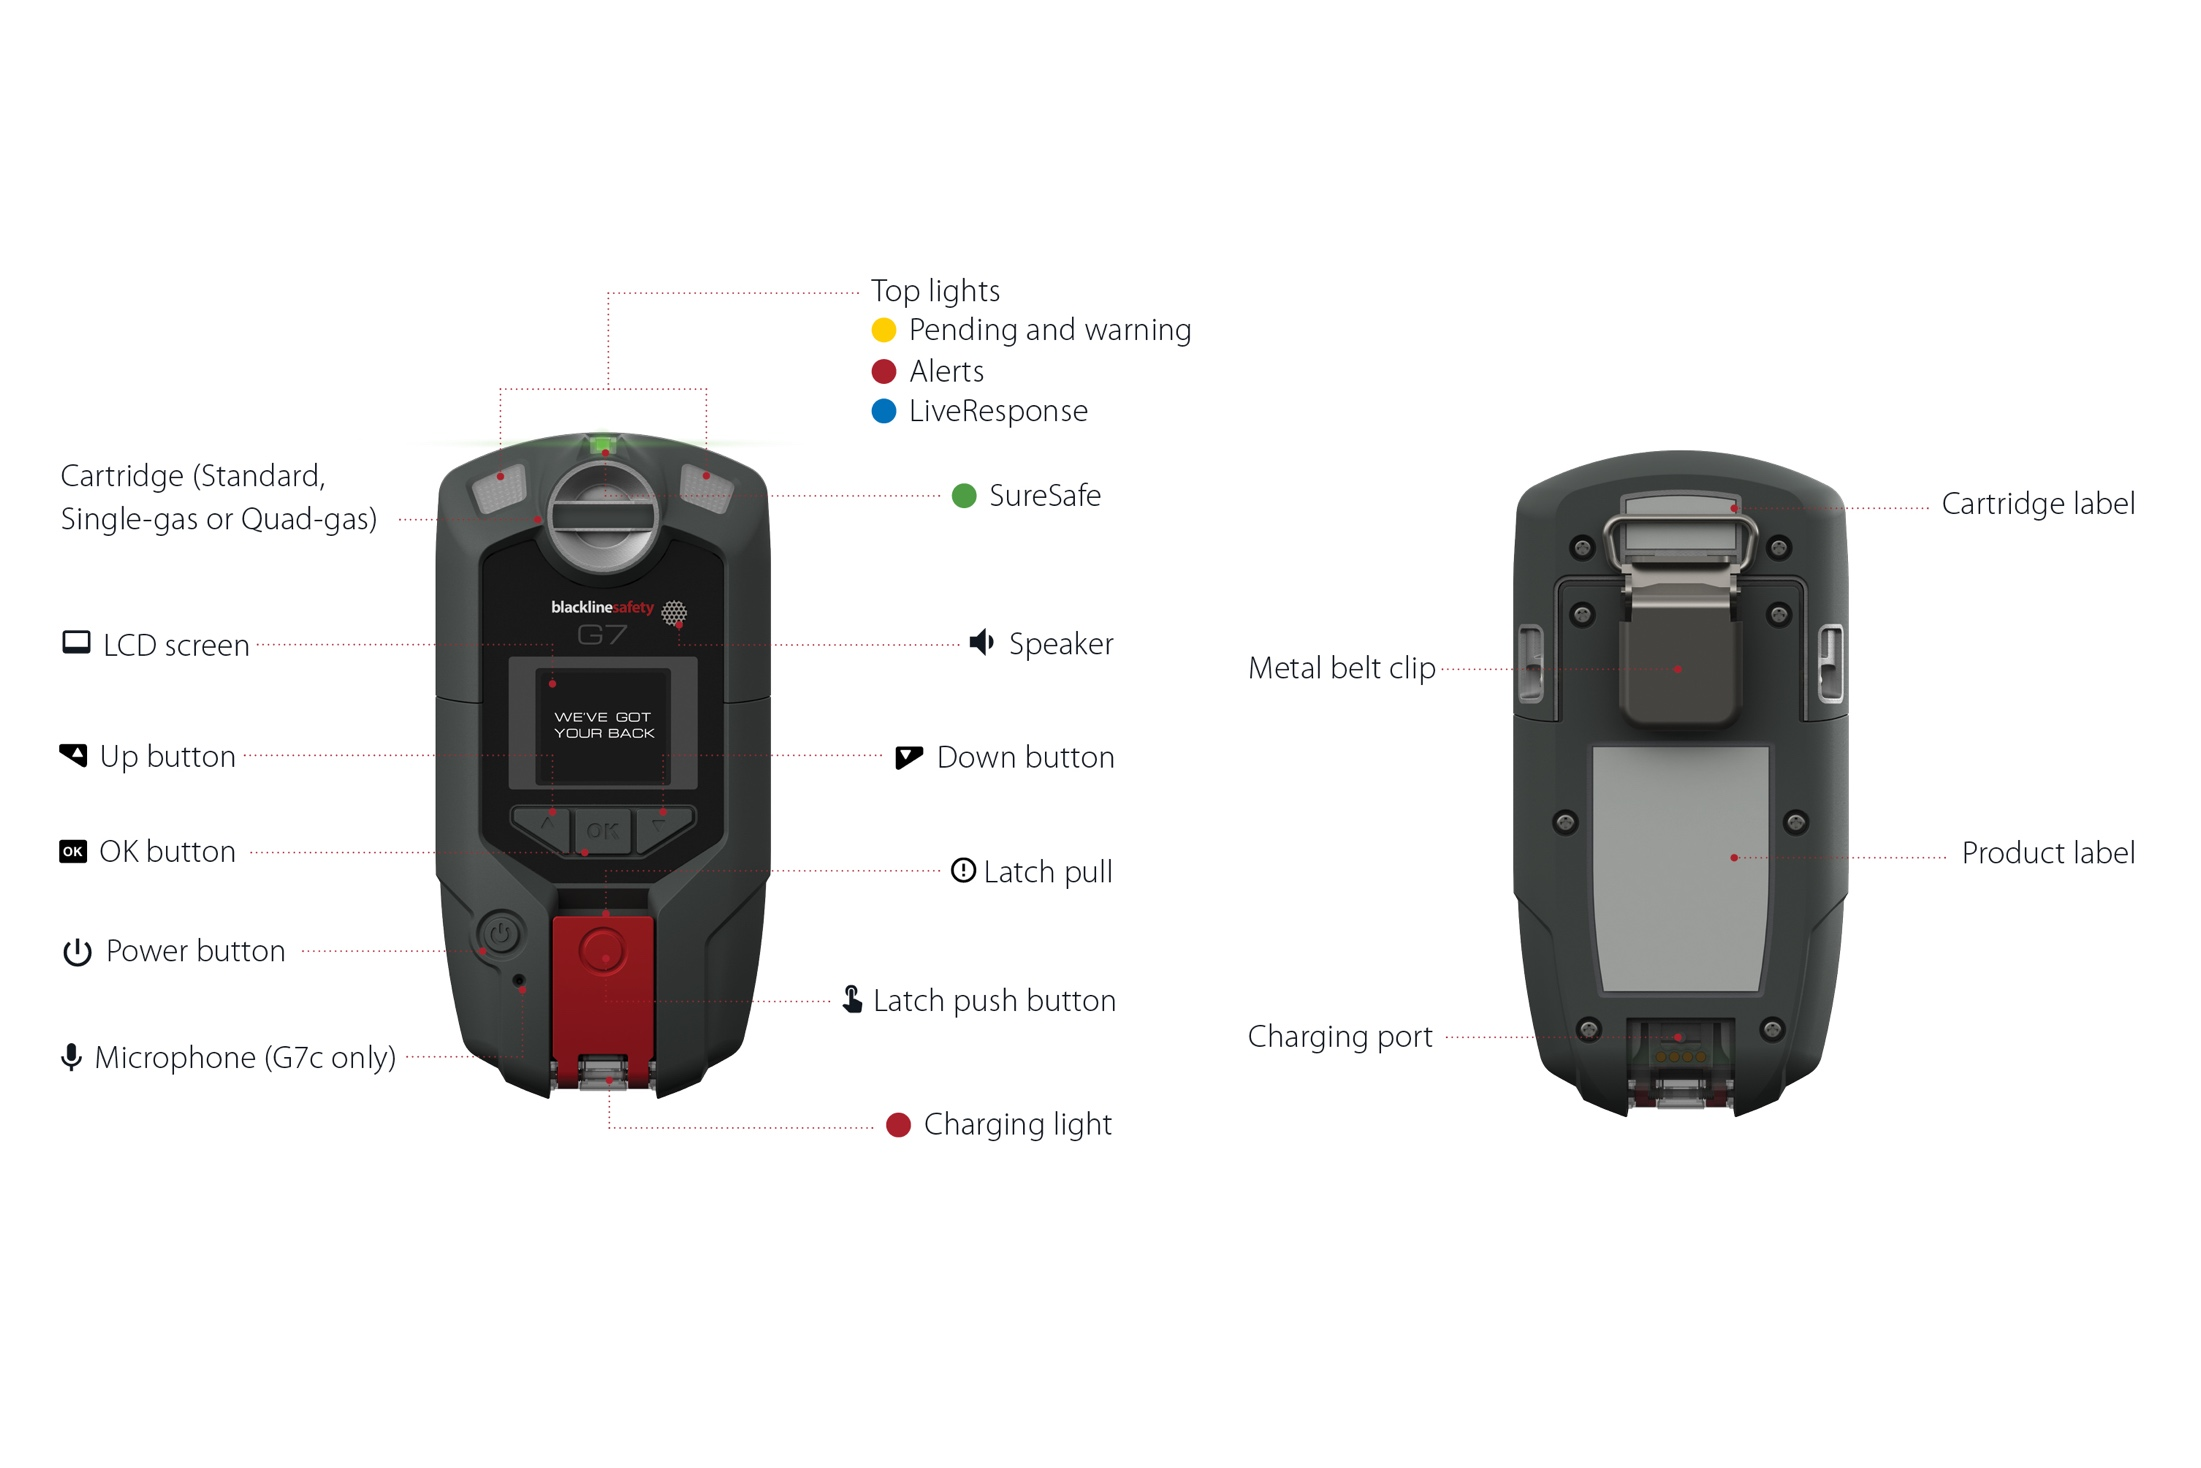 Top lights
Pending and warning
Alerts
LiveResponse
Cartridge (Standard,
Single-gas or Quad-gas)
SureSafe
Cartridge label
blacklinesafety
G7
LCD screen
Speaker
Metal belt clip
WE'VE GOT
YOUR BACK
Up button
Down button
OK
OK OK button
Latch pull
Product label
Power button
Latch push button
Charging port
Microphone (G7c only)
Charging light